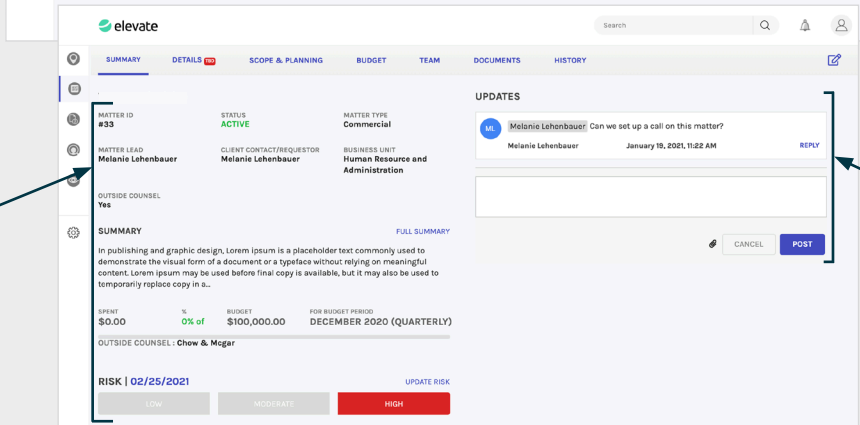 elevate
Search
SUMMARY DETAILS TBD SCOPE & PLANNING BUDGET TEAM DOCUMENTS HISTORY
MATTER ID STATUS MATTER TYPE
#33 ACTIVE Commercial
MATTER LEAD CLIENT CONTACT/REQUESTOR BUSINESS UNIT
Melanie Lehenbauer Melanie Lehenbauer Human Resource and
Administration
OUTSIDE COUNSEL
Yes
SUMMARY FULL SUMMARY
In publishing and graphic design, Lorem ipsum is a placeholder text commonly used to
demonstrate the visual form of a document or a typeface without relying on meaningful
content. Lorem ipsum may be used before final copy is available, but it may also be used to
temporarily replace copy in a...
SPENT % BUDGET FOR BUDGET PERIOD
$0.00 0% of $100,000.00 DECEMBER 2020 (QUARTERLY)
OUTSIDE COUNSEL : Chow & Mcgar
RISK | 02/25/2021 UPDATE RISK
LOW MODERATE HIGH
UPDATES
ML Melanie Lehenbauer Can we set up a call on this matter?
Melanie Lehenbauer January 19, 2021, 11:22 AM REPLY
CANCEL POST